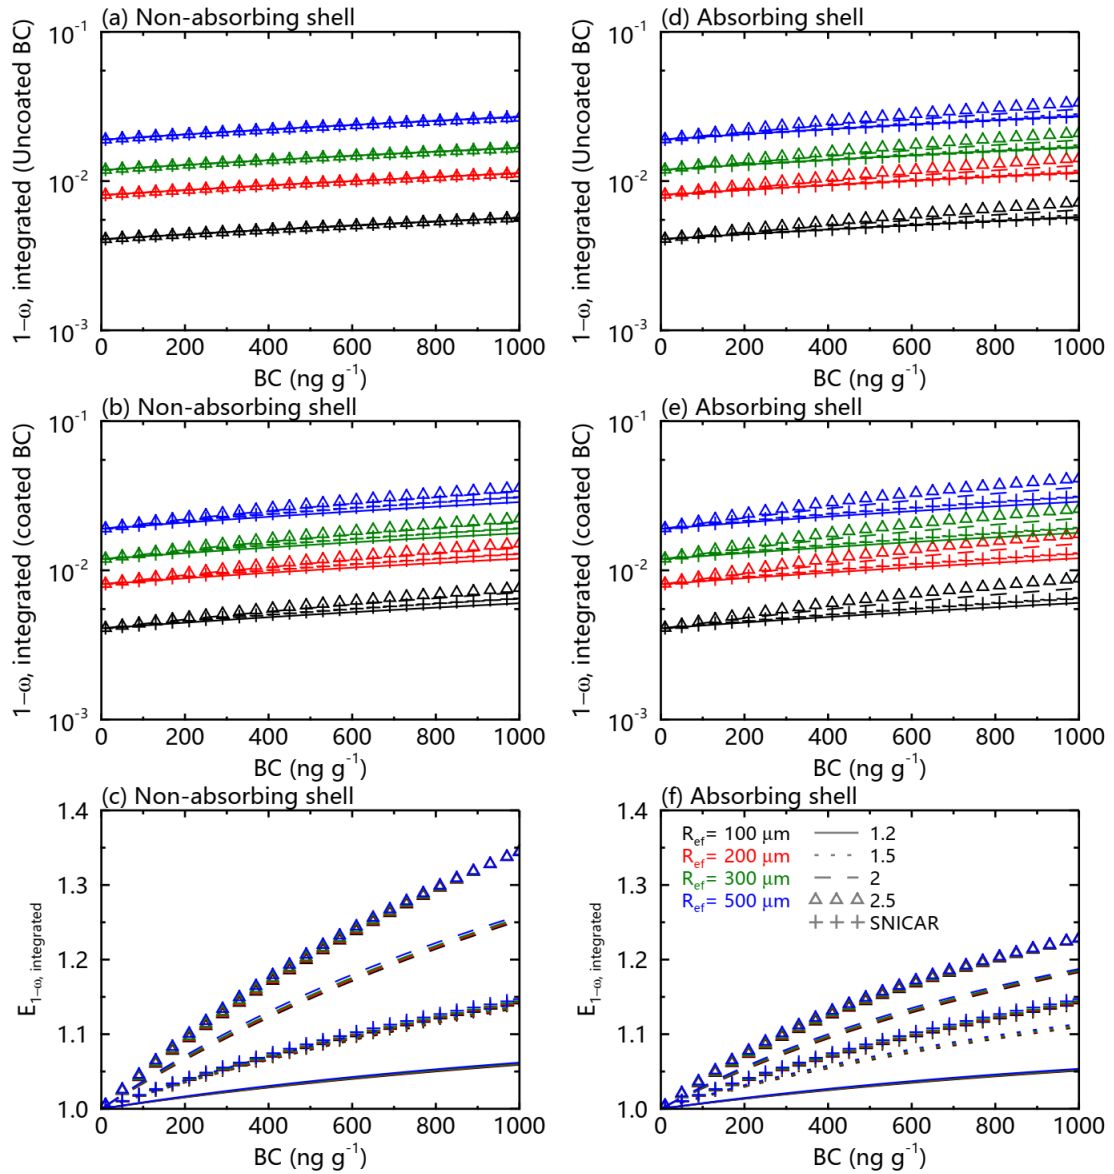 (a) Non-absorbing shell
10⁻¹
10⁻²
10⁻³
1−ω, integrated (Uncoated BC)
0 200 400 600 800 1000
BC (ng g⁻¹)
(d) Absorbing shell
10⁻¹
10⁻²
10⁻³
1−ω, integrated (Uncoated BC)
0 200 400 600 800 1000
BC (ng g⁻¹)
(b) Non-absorbing shell
10⁻¹
10⁻²
10⁻³
1−ω, integrated (coated BC)
0 200 400 600 800 1000
BC (ng g⁻¹)
(e) Absorbing shell
10⁻¹
10⁻²
10⁻³
1−ω, integrated (coated BC)
0 200 400 600 800 1000
BC (ng g⁻¹)
(c) Non-absorbing shell
1.4
1.3
1.2
1.1
1.0
E1−ω, integrated
0 200 400 600 800 1000
BC (ng g⁻¹)
(f) Absorbing shell
1.4
1.3
1.2
1.1
1.0
E1−ω, integrated
Ref= 100 μm
Ref= 200 μm
Ref= 300 μm
Ref= 500 μm
1.2
1.5
2
2.5
SNICAR
0 200 400 600 800 1000
BC (ng g⁻¹)